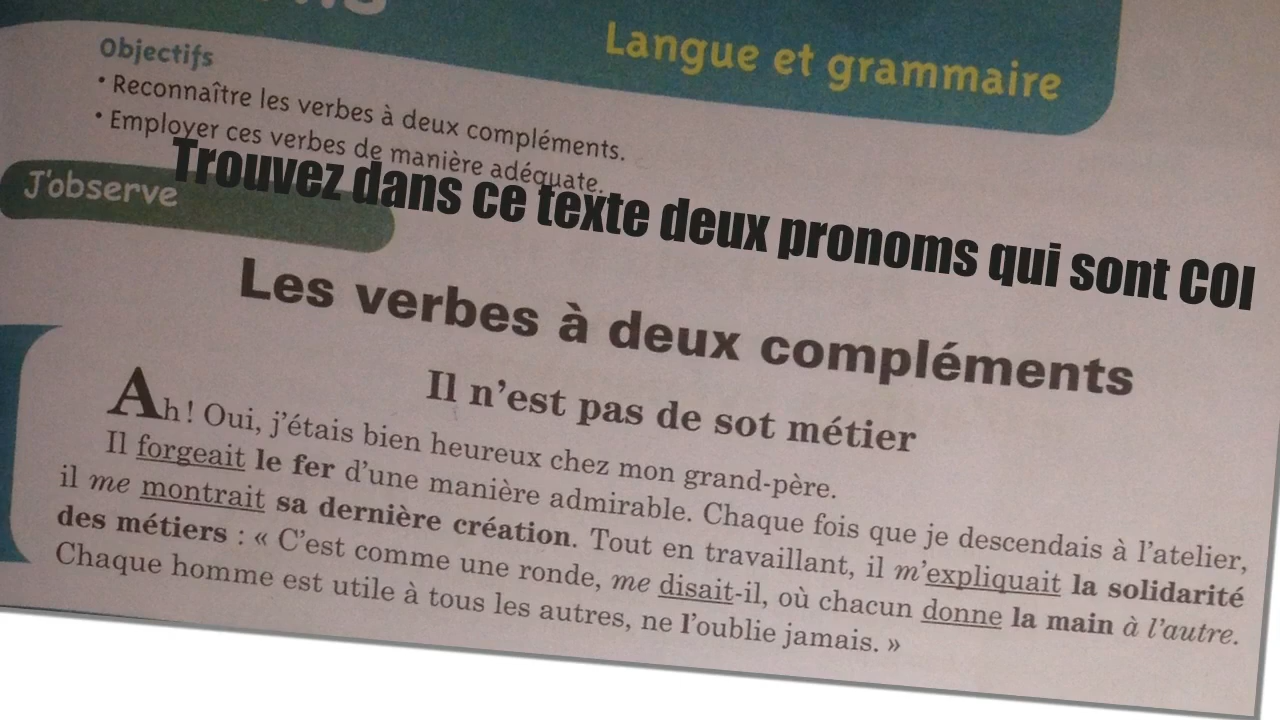 Langue et grammaire
Objectifs
• Reconnaître les verbes à deux compléments.
• Employer ces verbes de manière adéquate.
Trouvez dans ce texte deux pronoms qui sont COI
J'observe
Les verbes à deux compléments
Il n'est pas de sot métier
Ah ! Oui, j'étais bien heureux chez mon grand-père.
Il forgeait le fer d'une manière admirable. Chaque fois que je descendais à l'atelier,
il me montrait sa dernière création. Tout en travaillant, il m'expliquait la solidarité
des métiers : « C'est comme une ronde, me disait-il, où chacun donne la main à l'autre.
Chaque homme est utile à tous les autres, ne l'oublie jamais. »